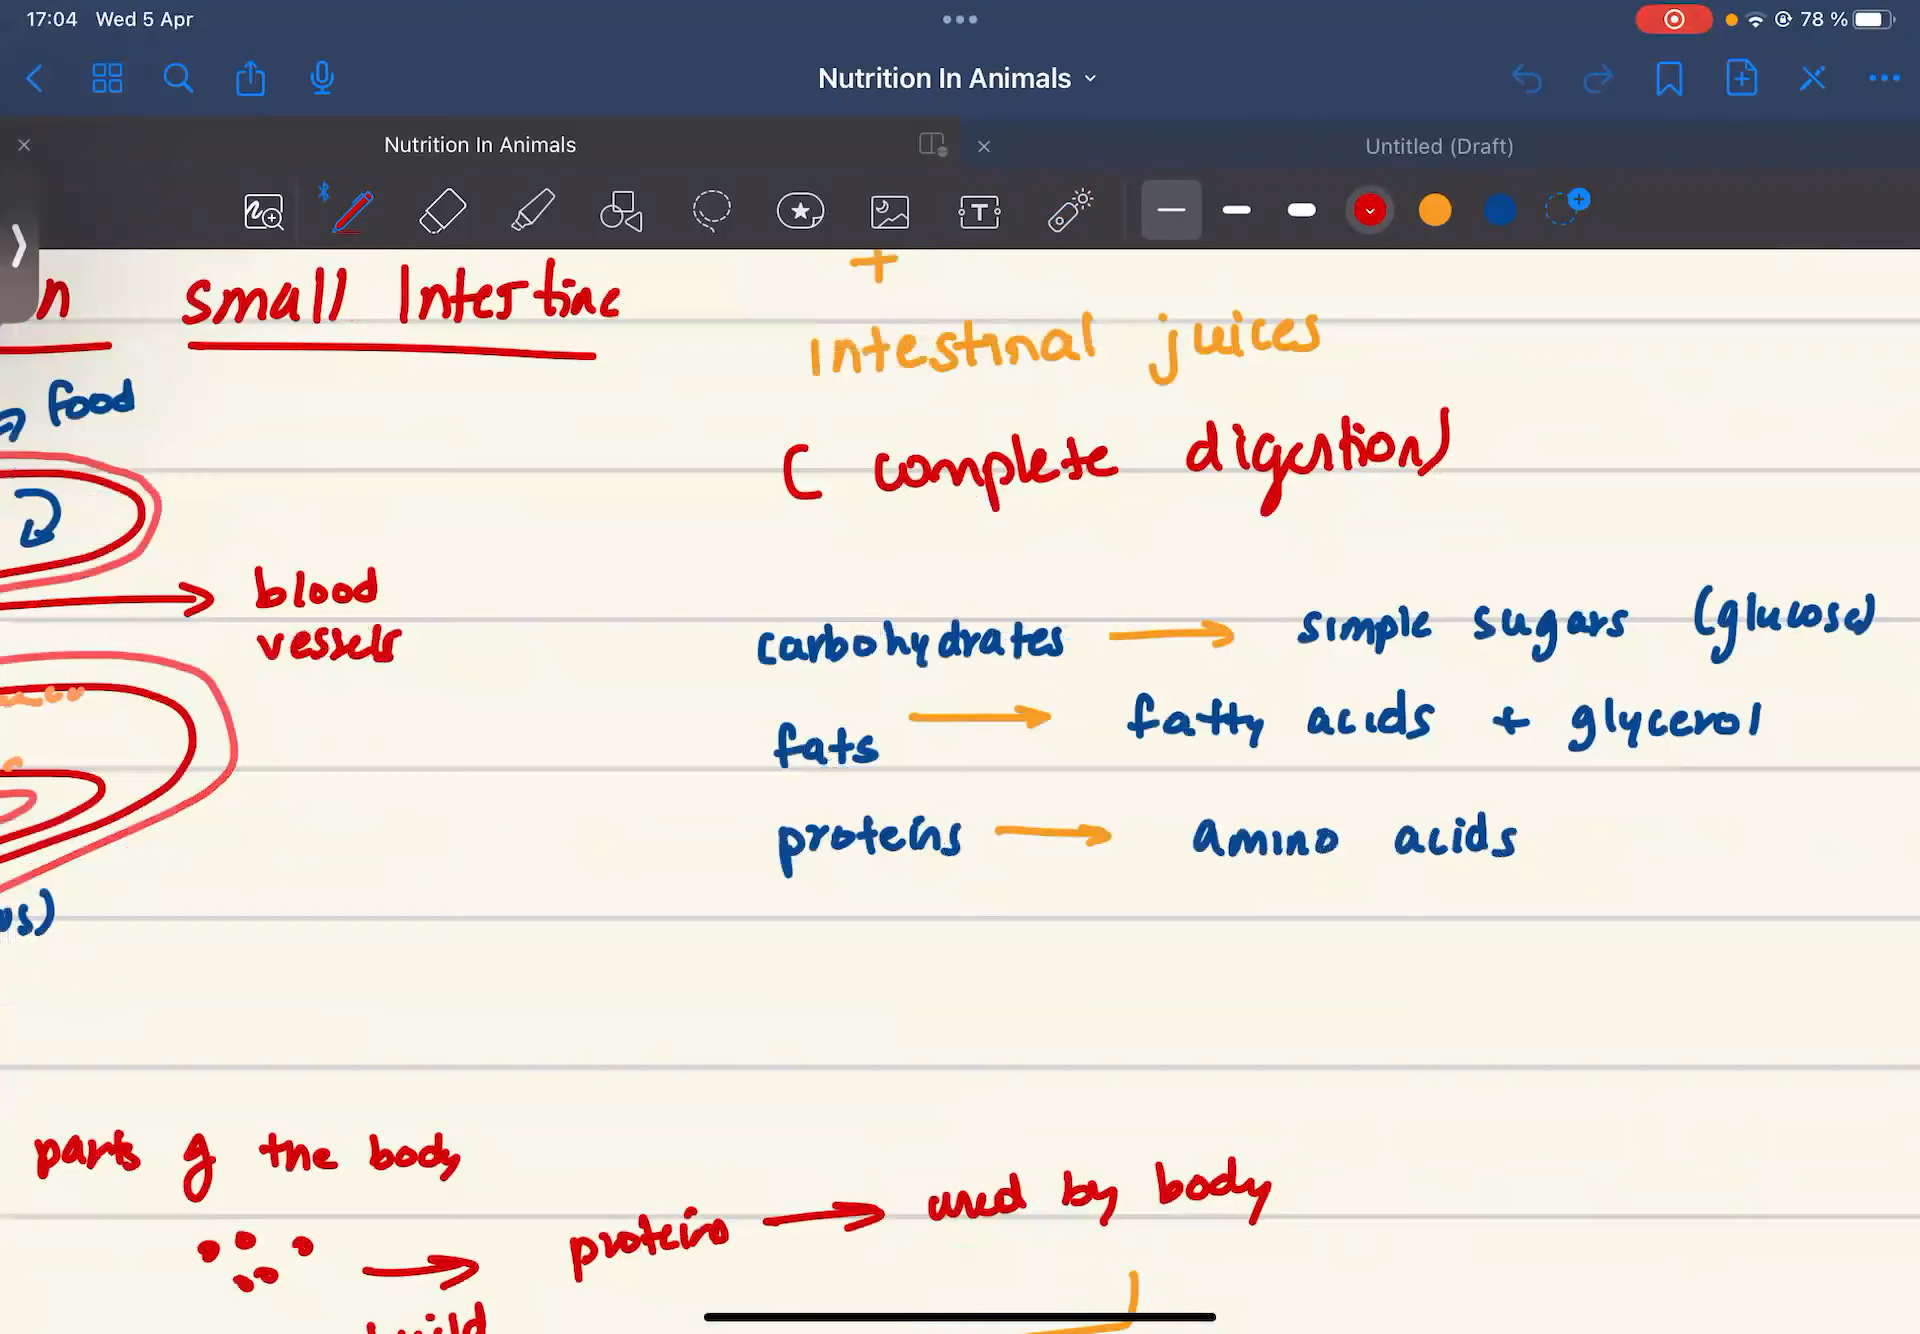 17:04 Wed 5 Apr
78 %
Nutrition In Animals
Nutrition In Animals
Untitled (Draft)
n small Intestine
+
Intestinal juices
food
( complete digestion)
blood
vessels
carbohydrates → simple sugars (glucose)
fats → fatty acids + glycerol
proteins → amino acids
us)
parts of the body
→ proteins → used by body
build